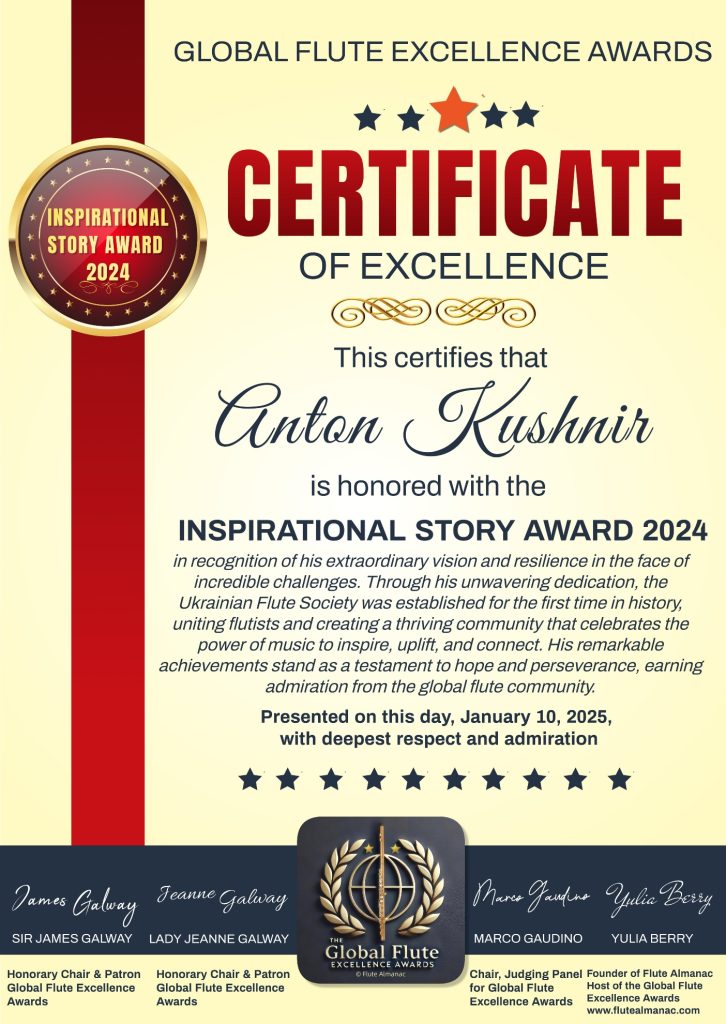 GLOBAL FLUTE EXCELLENCE AWARDS
CERTIFICATE
OF EXCELLENCE
INSPIRATIONAL
STORY AWARD
2024
This certifies that
Anton Kushnir
is honored with the
INSPIRATIONAL STORY AWARD 2024
in recognition of his extraordinary vision and resilience in the face of
incredible challenges. Through his unwavering dedication, the
Ukrainian Flute Society was established for the first time in history,
uniting flutists and creating a thriving community that celebrates the
power of music to inspire, uplift, and connect. His remarkable
achievements stand as a testament to hope and perseverance, earning
admiration from the global flute community.
Presented on this day, January 10, 2025,
with deepest respect and admiration
James Galway
SIR JAMES GALWAY
Honorary Chair & Patron
Global Flute Excellence
Awards
Jeanne Galway
LADY JEANNE GALWAY
Honorary Chair & Patron
Global Flute Excellence
Awards
THE
Global Flute
EXCELLENCE AWARDS
© Flute Almanac
Marco Gaudino
MARCO GAUDINO
Chair, Judging Panel
for Global Flute
Excellence Awards
Yulia Berry
YULIA BERRY
Founder of Flute Almanac
Host of the Global Flute
Excellence Awards
www.flutealmanac.com